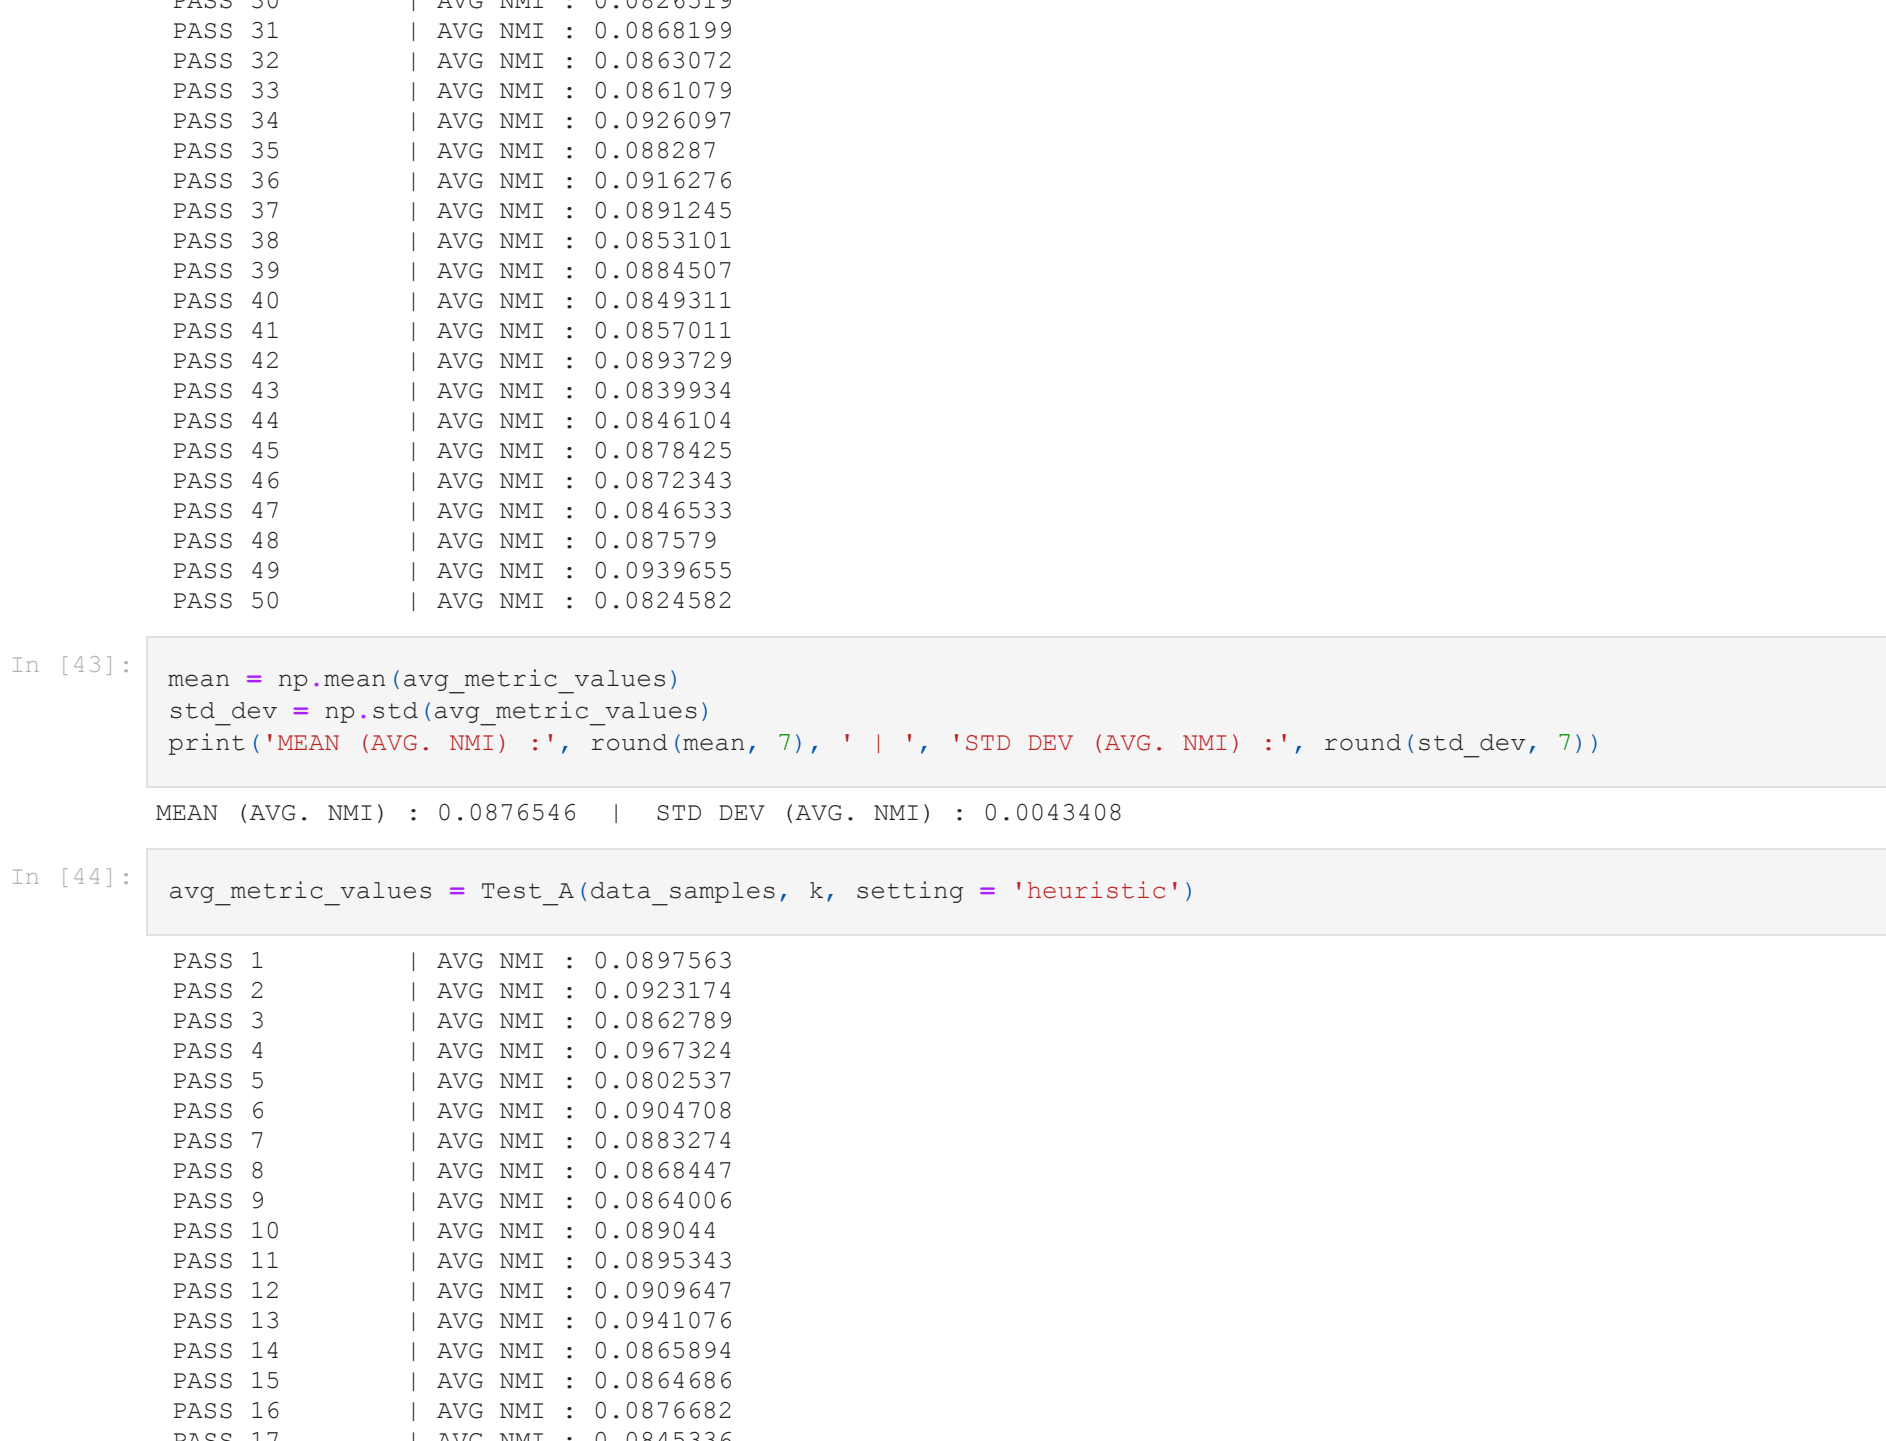 PASS 30 | AVG NMI : 0.0826519
PASS 31 | AVG NMI : 0.0868199
PASS 32 | AVG NMI : 0.0863072
PASS 33 | AVG NMI : 0.0861079
PASS 34 | AVG NMI : 0.0926097
PASS 35 | AVG NMI : 0.088287
PASS 36 | AVG NMI : 0.0916276
PASS 37 | AVG NMI : 0.0891245
PASS 38 | AVG NMI : 0.0853101
PASS 39 | AVG NMI : 0.0884507
PASS 40 | AVG NMI : 0.0849311
PASS 41 | AVG NMI : 0.0857011
PASS 42 | AVG NMI : 0.0893729
PASS 43 | AVG NMI : 0.0839934
PASS 44 | AVG NMI : 0.0846104
PASS 45 | AVG NMI : 0.0878425
PASS 46 | AVG NMI : 0.0872343
PASS 47 | AVG NMI : 0.0846533
PASS 48 | AVG NMI : 0.087579
PASS 49 | AVG NMI : 0.0939655
PASS 50 | AVG NMI : 0.0824582
In [43]:
mean = np.mean(avg_metric_values)
std_dev = np.std(avg_metric_values)
print('MEAN (AVG. NMI) :', round(mean, 7), ' | ', 'STD DEV (AVG. NMI) :', round(std_dev, 7))
MEAN (AVG. NMI) : 0.0876546 | STD DEV (AVG. NMI) : 0.0043408
In [44]:
avg_metric_values = Test_A(data_samples, k, setting = 'heuristic')
PASS 1 | AVG NMI : 0.0897563
PASS 2 | AVG NMI : 0.0923174
PASS 3 | AVG NMI : 0.0862789
PASS 4 | AVG NMI : 0.0967324
PASS 5 | AVG NMI : 0.0802537
PASS 6 | AVG NMI : 0.0904708
PASS 7 | AVG NMI : 0.0883274
PASS 8 | AVG NMI : 0.0868447
PASS 9 | AVG NMI : 0.0864006
PASS 10 | AVG NMI : 0.089044
PASS 11 | AVG NMI : 0.0895343
PASS 12 | AVG NMI : 0.0909647
PASS 13 | AVG NMI : 0.0941076
PASS 14 | AVG NMI : 0.0865894
PASS 15 | AVG NMI : 0.0864686
PASS 16 | AVG NMI : 0.0876682
PASS 17 | AVG NMI : 0.0845336